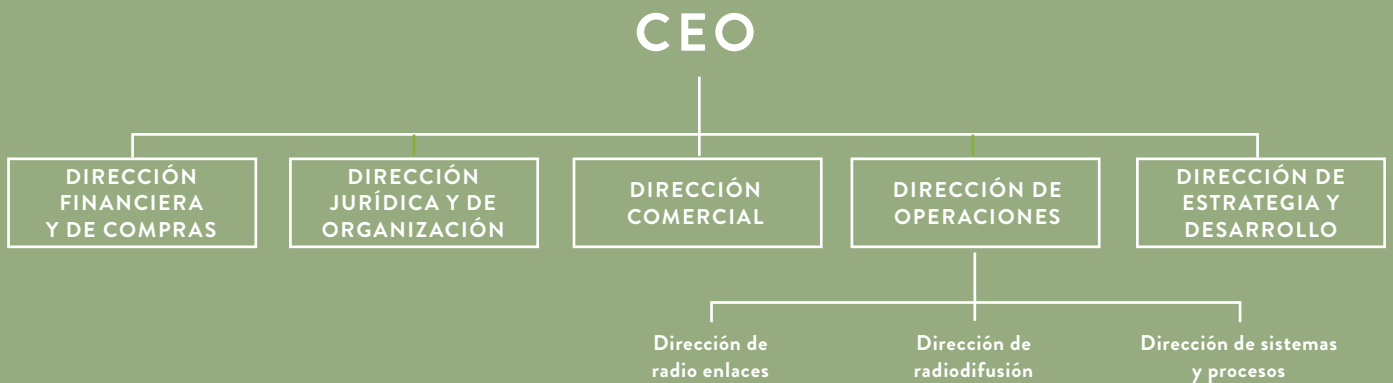 CEO
DIRECCIÓN
FINANCIERA
Y DE COMPRAS
DIRECCIÓN
JURÍDICA Y DE
ORGANIZACIÓN
DIRECCIÓN
COMERCIAL
DIRECCIÓN DE
OPERACIONES
DIRECCIÓN DE
ESTRATEGIA Y
DESARROLLO
Dirección de
radio enlaces
Dirección de
radiodifusión
Dirección de sistemas
y procesos